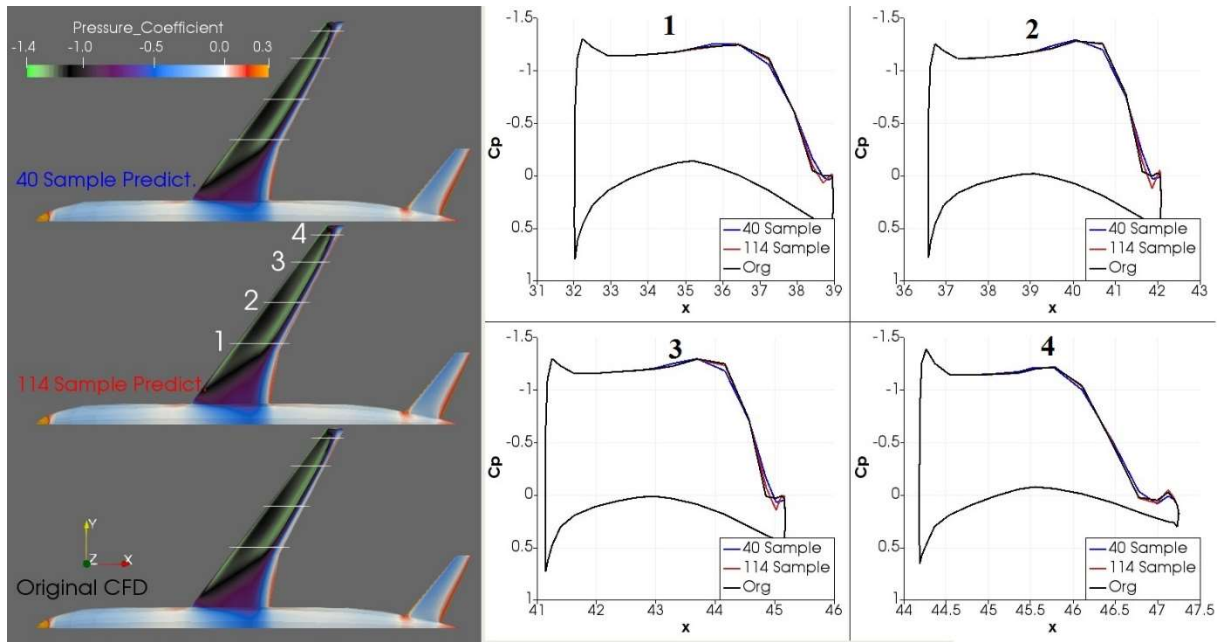 Pressure_Coefficient
-1.4 -1.0 -0.5 0.0 0.3
40 Sample Predict.
4
3
2
1
114 Sample Predict.
Y
Z X
Original CFD
1
-1.5
-1
-0.5
0
0.5
1
Cp
40 Sample
114 Sample
Org
31 32 33 34 35 36 37 38 39
x
2
-1.5
-1
-0.5
0
0.5
1
Cp
40 Sample
114 Sample
Org
36 37 38 39 40 41 42 43
x
3
-1.5
-1
-0.5
0
0.5
1
Cp
40 Sample
114 Sample
Org
41 42 43 44 45 46
x
4
-1.5
-1
-0.5
0
0.5
1
Cp
40 Sample
114 Sample
Org
44 44.5 45 45.5 46 46.5 47 47.5
x